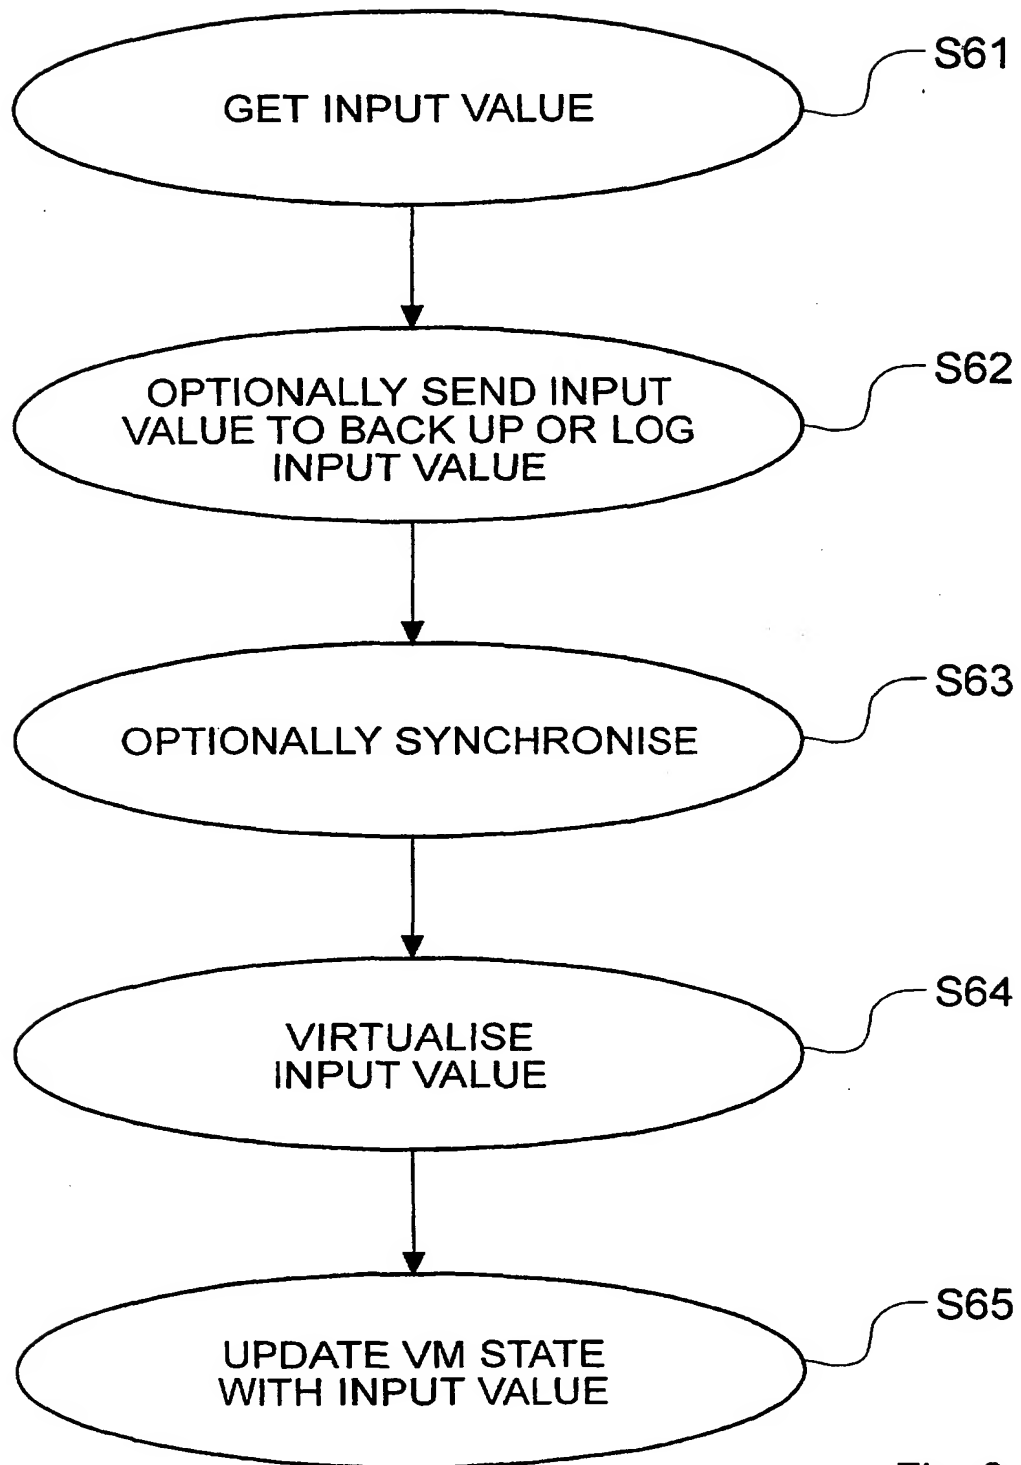 GET INPUT VALUE
S61
OPTIONALLY SEND INPUT
VALUE TO BACK UP OR LOG
INPUT VALUE
S62
OPTIONALLY SYNCHRONISE
S63
VIRTUALISE
INPUT VALUE
S64
UPDATE VM STATE
WITH INPUT VALUE
S65